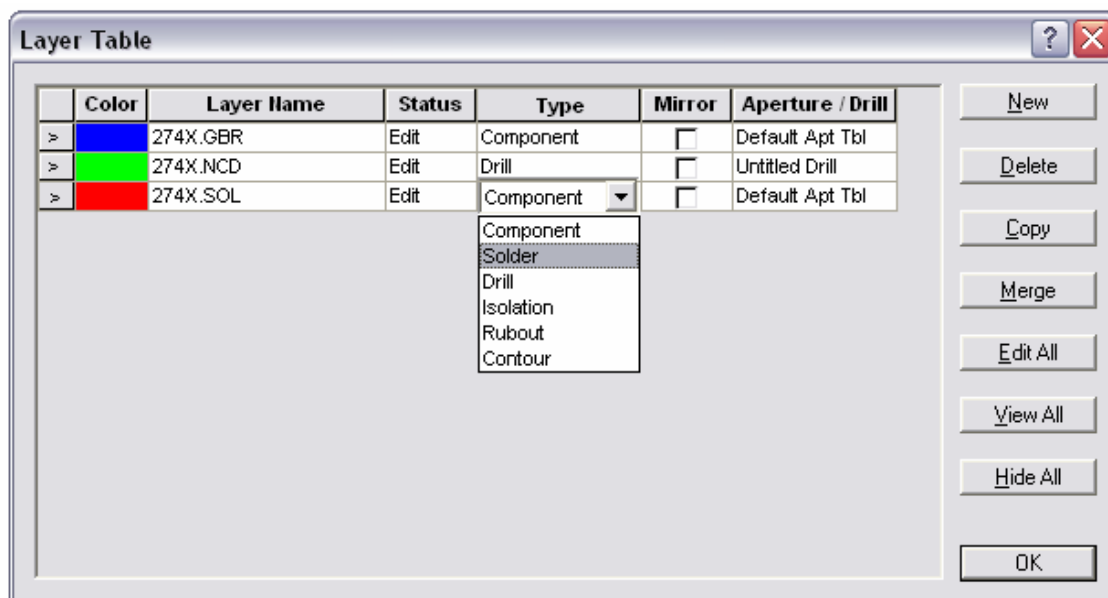 Layer Table
Color Layer Name Status Type Mirror Aperture / Drill
> 274X.GBR Edit Component Default Apt Tbl
> 274X.NCD Edit Drill Untitled Drill
> 274X.SOL Edit Component Default Apt Tbl
Component
Solder
Drill
Isolation
Rubout
Contour
New
Delete
Copy
Merge
Edit All
View All
Hide All
OK